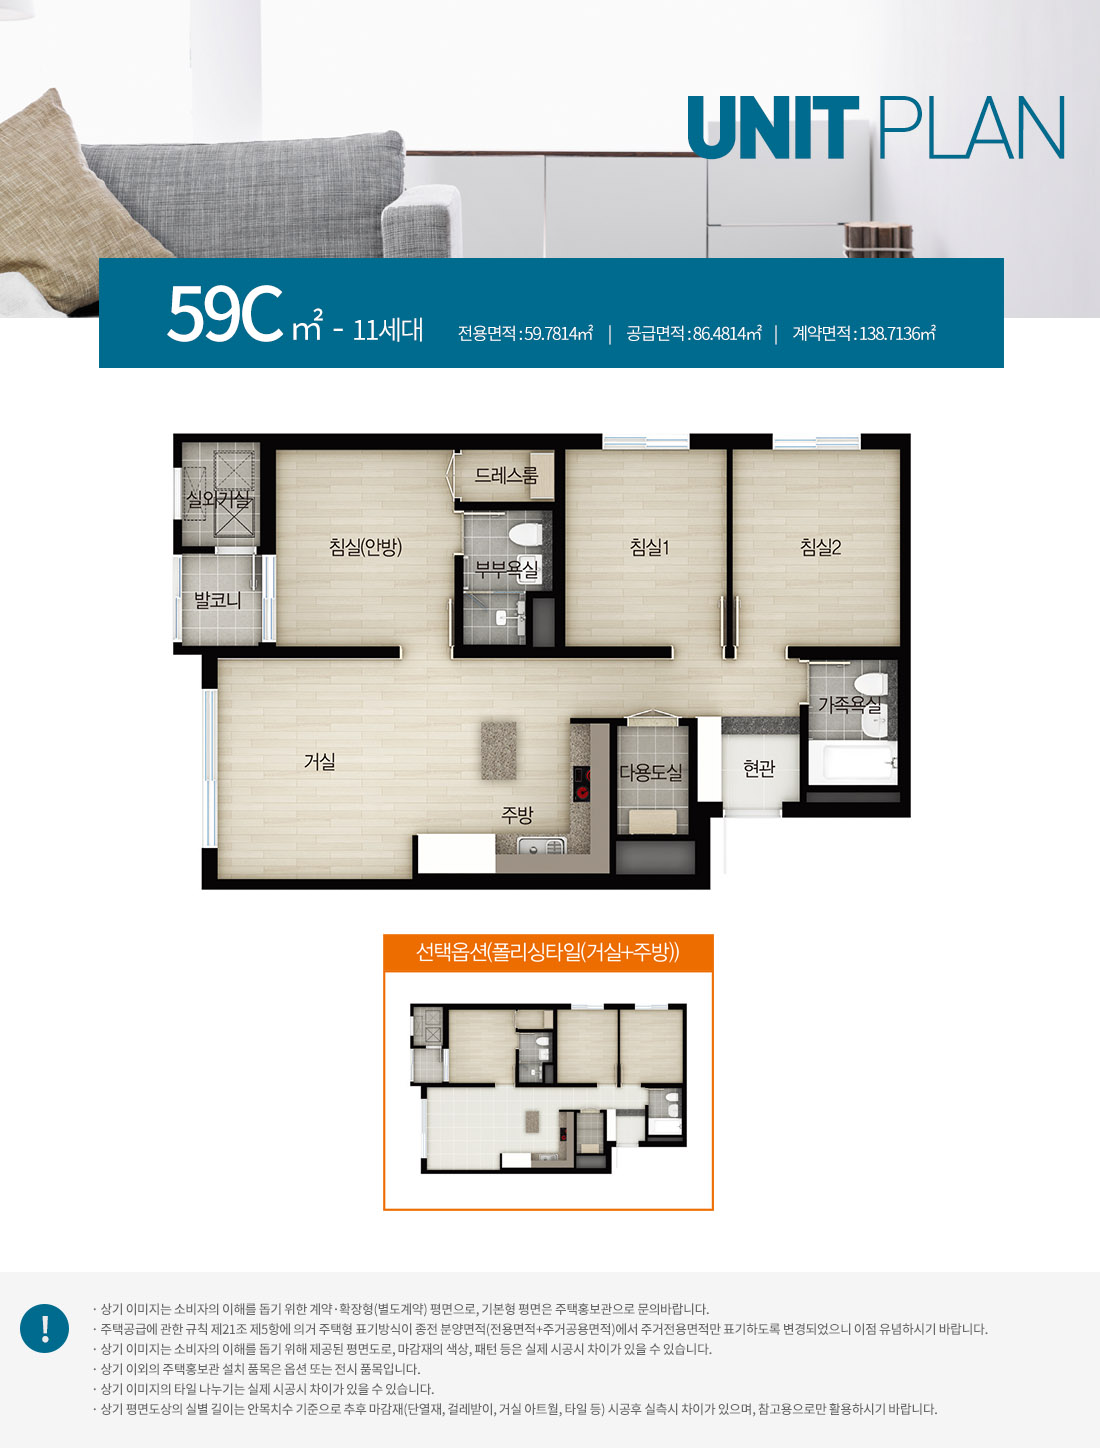 UNIT PLAN
59C㎡ - 11세대
전용면적 : 59.7814㎡ | 공급면적 : 86.4814㎡ | 계약면적 : 138.7136㎡
실외기실
드레스룸
침실(안방)
침실1
침실2
부부욕실
발코니
가족욕실
거실
다용도실
현관
주방
선택옵션(폴리싱타일(거실+주방))
!
· 상기 이미지는 소비자의 이해를 돕기 위한 계약·확장형(별도계약) 평면으로, 기본형 평면은 주택홍보관으로 문의바랍니다.
· 주택공급에 관한 규칙 제21조 제5항에 의거 주택형 표기방식이 종전 분양면적(전용면적+주거공용면적)에서 주거전용면적만 표기하도록 변경되었으니 이점 유념하시기 바랍니다.
· 상기 이미지는 소비자의 이해를 돕기 위해 제공된 평면도로, 마감재의 색상, 패턴 등은 실제 시공시 차이가 있을 수 있습니다.
· 상기 이외의 주택홍보관 설치 품목은 옵션 또는 전시 품목입니다.
· 상기 이미지의 타일 나누기는 실제 시공시 차이가 있을 수 있습니다.
· 상기 평면도상의 실별 길이는 안목치수 기준으로 추후 마감재(단열재, 걸레받이, 거실 아트월, 타일 등) 시공후 실측시 차이가 있으며, 참고용으로만 활용하시기 바랍니다.